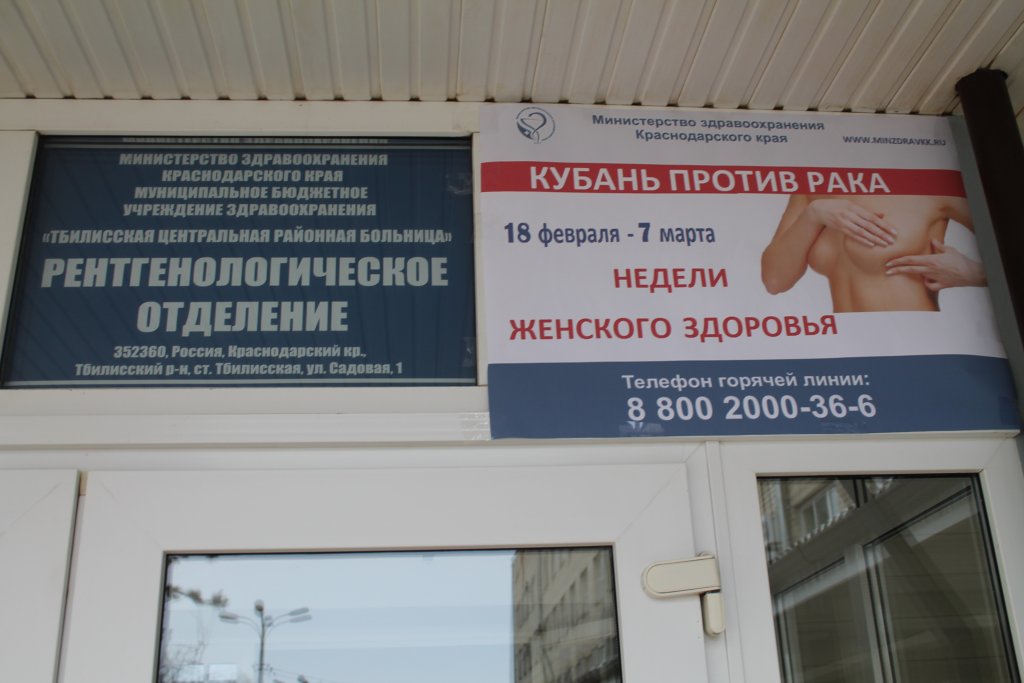 МИНИСТЕРСТВО ЗДРАВООХРАНЕНИЯ
МИНИСТЕРСТВО ЗДРАВООХРАНЕНИЯ
КРАСНОДАРСКОГО КРАЯ
МУНИЦИПАЛЬНОЕ БЮДЖЕТНОЕ
УЧРЕЖДЕНИЕ ЗДРАВООХРАНЕНИЯ
«ТБИЛИССКАЯ ЦЕНТРАЛЬНАЯ РАЙОННАЯ БОЛЬНИЦА»
РЕНТГЕНОЛОГИЧЕСКОЕ
ОТДЕЛЕНИЕ
352360, Россия, Краснодарский кр.,
Тбилисский р-н, ст. Тбилисская, ул. Садовая, 1
Министерство здравоохранения
Краснодарского края
WWW.MINZDRAVKK.RU
КУБАНЬ ПРОТИВ РАКА
18 февраля - 7 марта
НЕДЕЛИ
ЖЕНСКОГО ЗДОРОВЬЯ
Телефон горячей линии:
8 800 2000-36-6